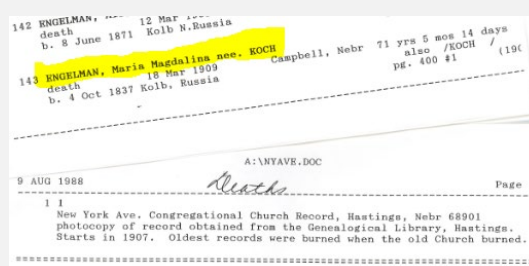 142 ENGELMAN,
death 12 Mar
b. 8 June 1871 Kolb N.Russia
143 ENGELMAN, Maria Magdalina nee. KOCH
death 18 Mar 1909 Campbell, Nebr 71 yrs 5 mos 14 days
b. 4 Oct 1837 Kolb, Russia also /KOCH /
pg. 400 #1 (190
A:\NYAVR.DOC
9 AUG 1988 Deaths Page
1 1
New York Ave. Congregational Church Record, Hastings, Nebr 68901
photocopy of record obtained from the Genealogical Library, Hastings.
Starts in 1907. Oldest records were burned when the old Church burned.